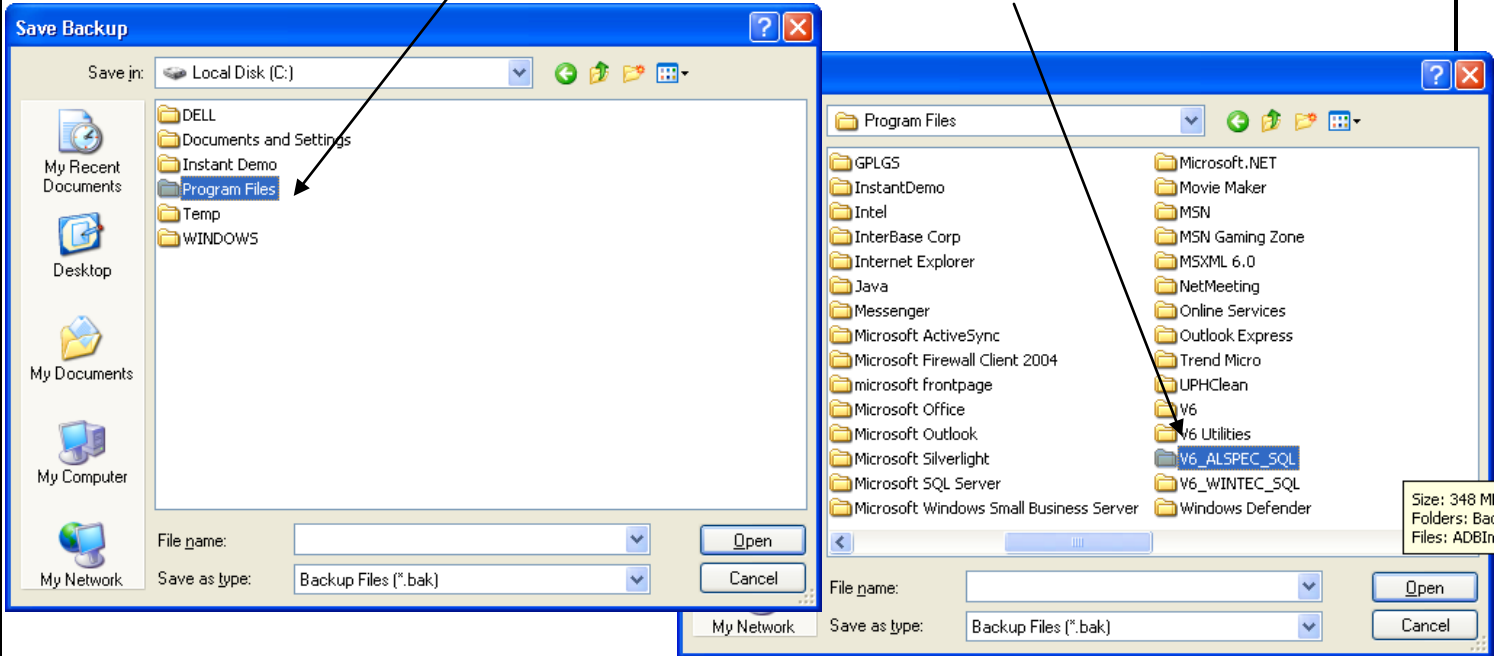 Save Backup
Save in:
Local Disk (C:)
My Recent
Documents
Desktop
My Documents
My Computer
My Network
DELL
Documents and Settings
Instant Demo
Program Files
Temp
WINDOWS
File name:
Open
Save as type:
Backup Files (*.bak)
Cancel
Program Files
GPLGS
InstantDemo
Intel
InterBase Corp
Internet Explorer
Java
Messenger
Microsoft ActiveSync
Microsoft Firewall Client 2004
microsoft frontpage
Microsoft Office
Microsoft Outlook
Microsoft Silverlight
Microsoft SQL Server
Microsoft Windows Small Business Server
Microsoft.NET
Movie Maker
MSN
MSN Gaming Zone
MSXML 6.0
NetMeeting
Online Services
Outlook Express
Trend Micro
UPHClean
V6
V6 Utilities
V6_ALSPEC_SQL
V6_WINTEC_SQL
Windows Defender
Size: 348 M
Folders: Bac
Files: ADBIn
File name:
Open
My Network
Save as type:
Backup Files (*.bak)
Cancel